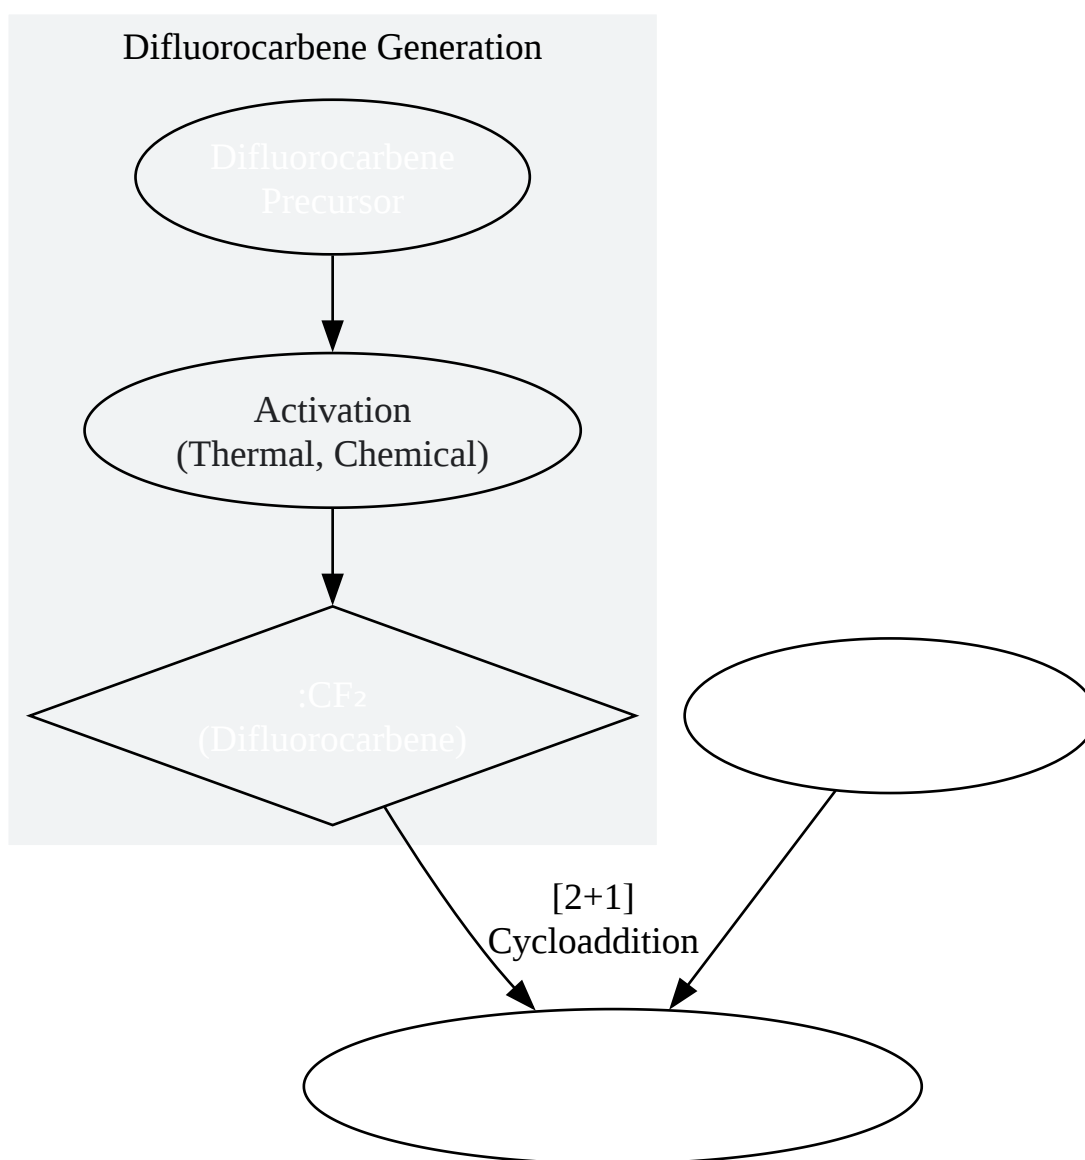 Difluorocarbene Generation
Difluorocarbene
Precursor
Activation
(Thermal, Chemical)
:CF₂
(Difluorocarbene)
[2+1]
Cycloaddition